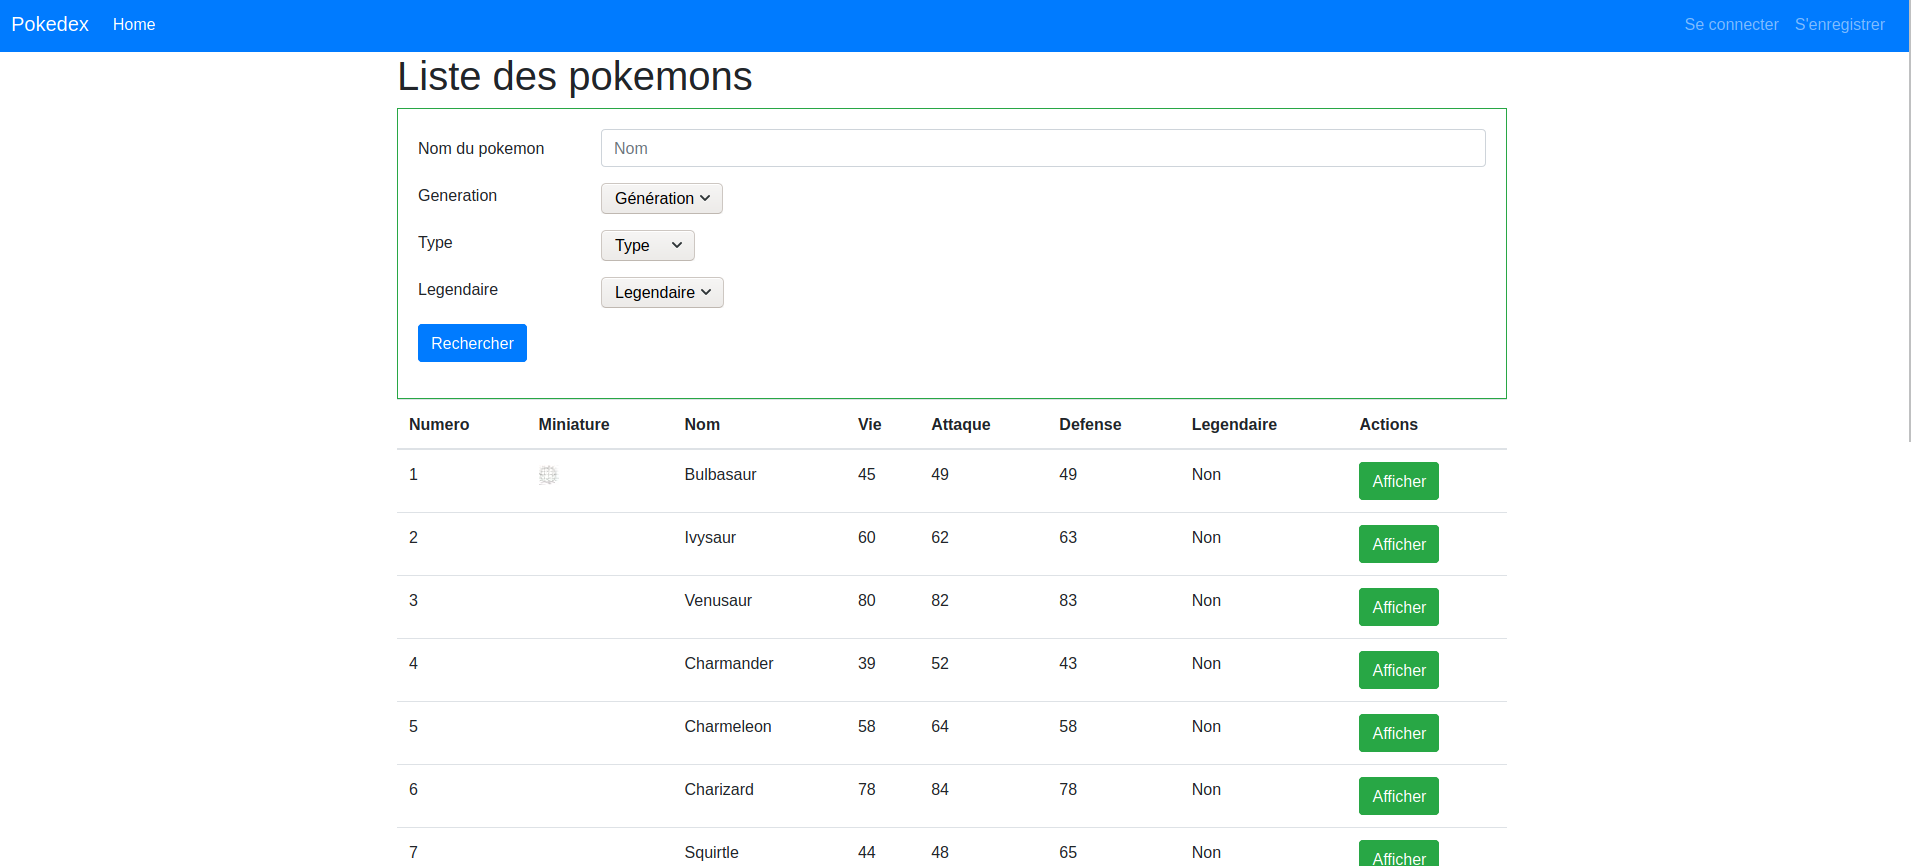 Pokedex Home Se connecter S'enregistrer
Liste des pokemons
Nom du pokemon Nom
Generation Génération
Type Type
Legendaire Legendaire
Rechercher
Numero Miniature Nom Vie Attaque Defense Legendaire Actions
1 Bulbasaur 45 49 49 Non Afficher
2 Ivysaur 60 62 63 Non Afficher
3 Venusaur 80 82 83 Non Afficher
4 Charmander 39 52 43 Non Afficher
5 Charmeleon 58 64 58 Non Afficher
6 Charizard 78 84 78 Non Afficher
7 Squirtle 44 48 65 Non Afficher